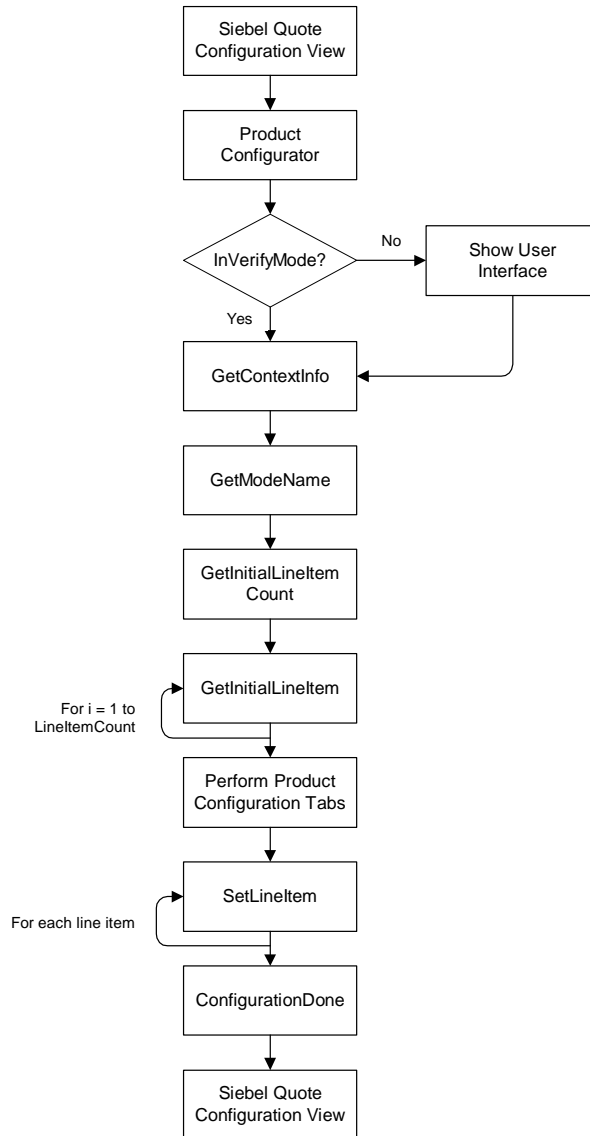 Siebel Quote
Configuration View
Product
Configurator
InVerifyMode?
No
Show User
Interface
Yes
GetContextInfo
GetModeName
GetInitialLineItem
Count
GetInitialLineItem
For i = 1 to
LineItemCount
Perform Product
Configuration Tabs
SetLineItem
For each line item
ConfigurationDone
Siebel Quote
Configuration View